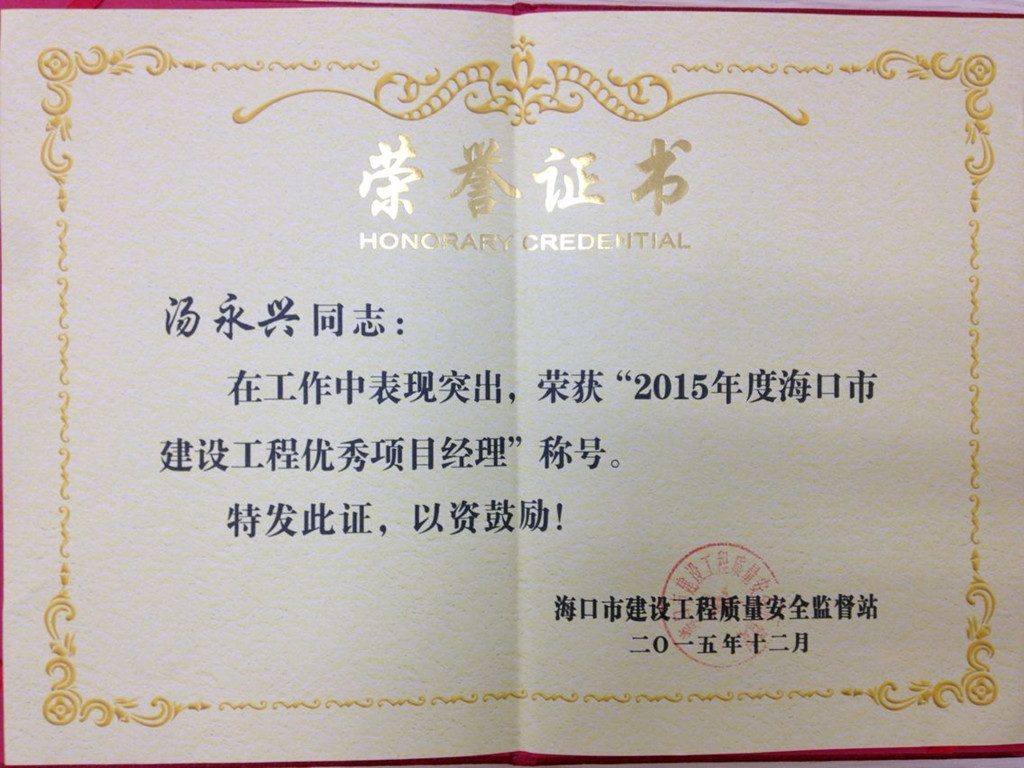 荣誉证书
HONORARY CREDENTIAL
汤永兴同志：
在工作中表现突出，荣获“2015年度海口市
建设工程优秀项目经理”称号。
特发此证，以资鼓励！
海口市建设工程质量安全监督站
二〇一五年十二月